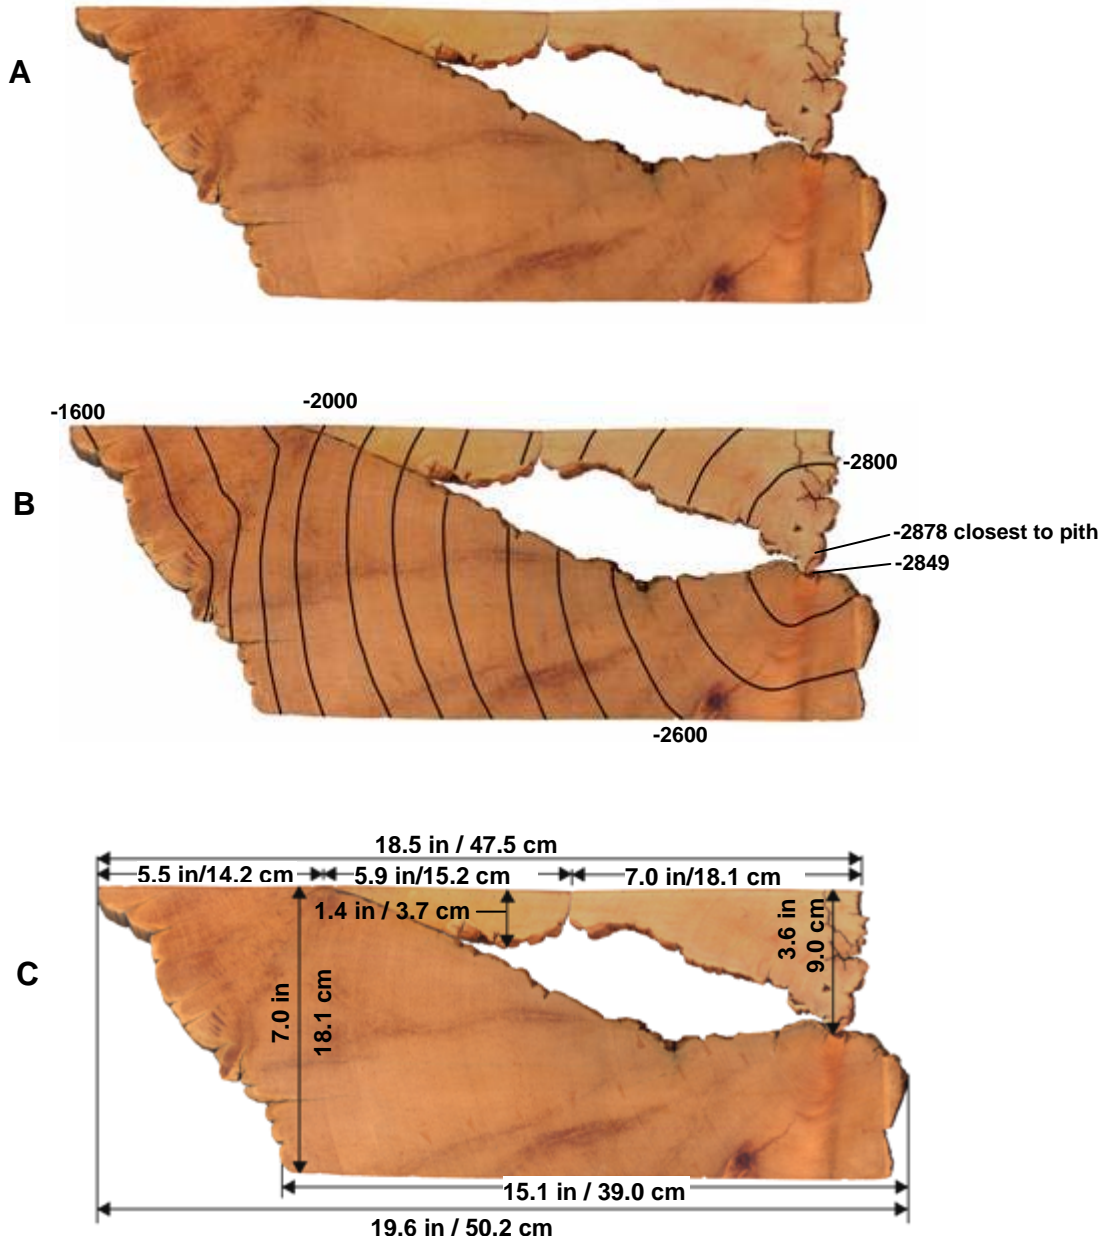 A
-1600
-2000
B
-2800
-2878 closest to pith
-2849
-2600
C
18.5 in / 47.5 cm
5.5 in/14.2 cm
5.9 in/15.2 cm
7.0 in/18.1 cm
1.4 in / 3.7 cm
3.6 in
9.0 cm
7.0 in
18.1 cm
15.1 in / 39.0 cm
19.6 in / 50.2 cm